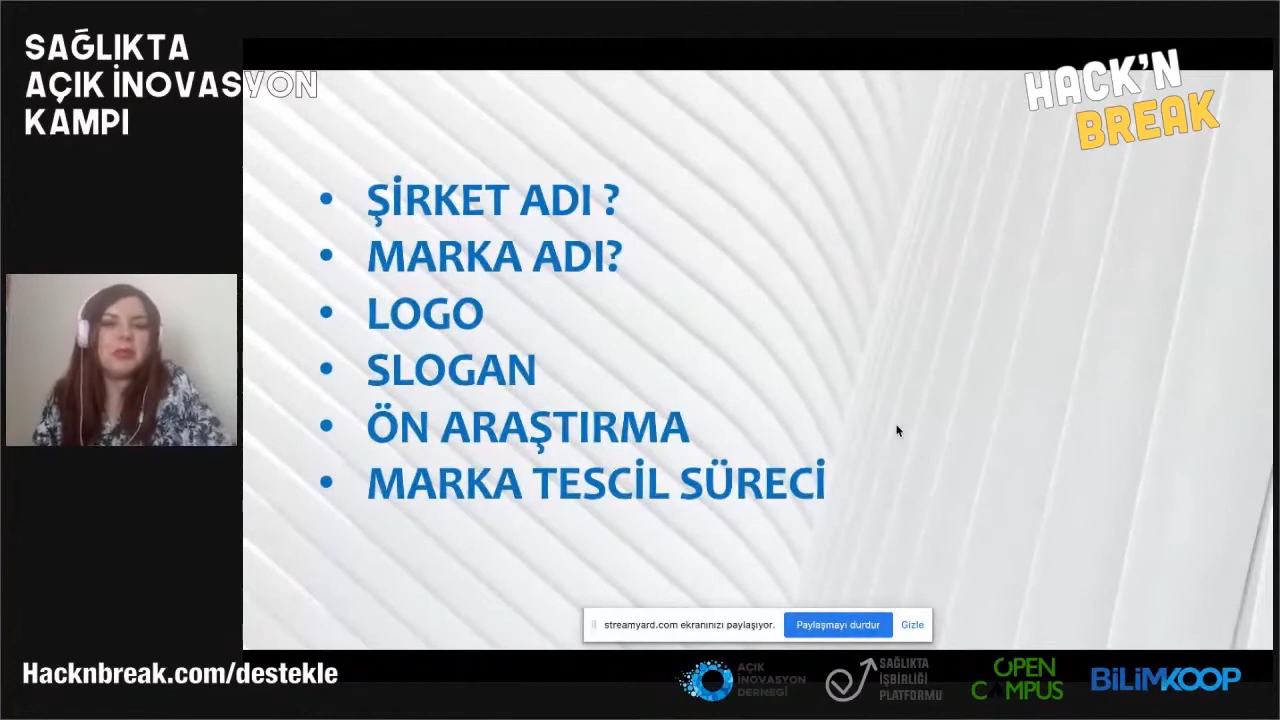 SAĞLIKTA
AÇIK İNOVASYON
KAMPI
HACK'N
BREAK
• ŞİRKET ADI ?
• MARKA ADI?
• LOGO
• SLOGAN
• ÖN ARAŞTIRMA
• MARKA TESCİL SÜRECİ
streamyard.com ekranınızı paylaşıyor. Paylaşmayı durdur Gizle
Hacknbreak.com/destekle
AÇIK
İNOVASYON
DERNEĞİ
SAĞLIKTA
İŞBİRLİĞİ
PLATFORMU
OPEN
CAMPUS
BİLİMKOOP